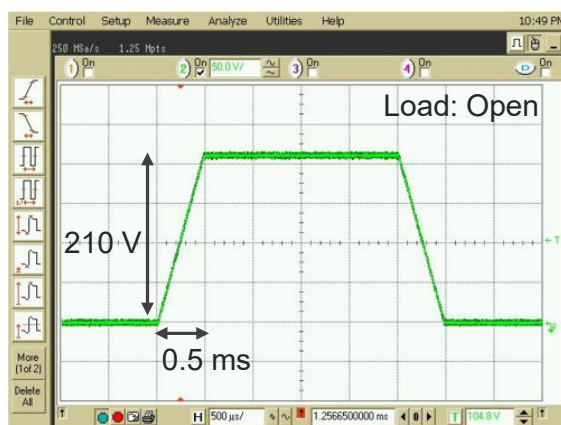 File Control Setup Measure Analyze Utilities Help 10:49 PM
250 MSa/s 1.25 Mpts
1 On 2 On 50.0 V/ 3 On 4 On On
Load: Open
210 V
T
0.5 ms
More
(1of 2)
Delete
All
H 500 µs/ 1.2566500000 ms 0 T 104.8 V